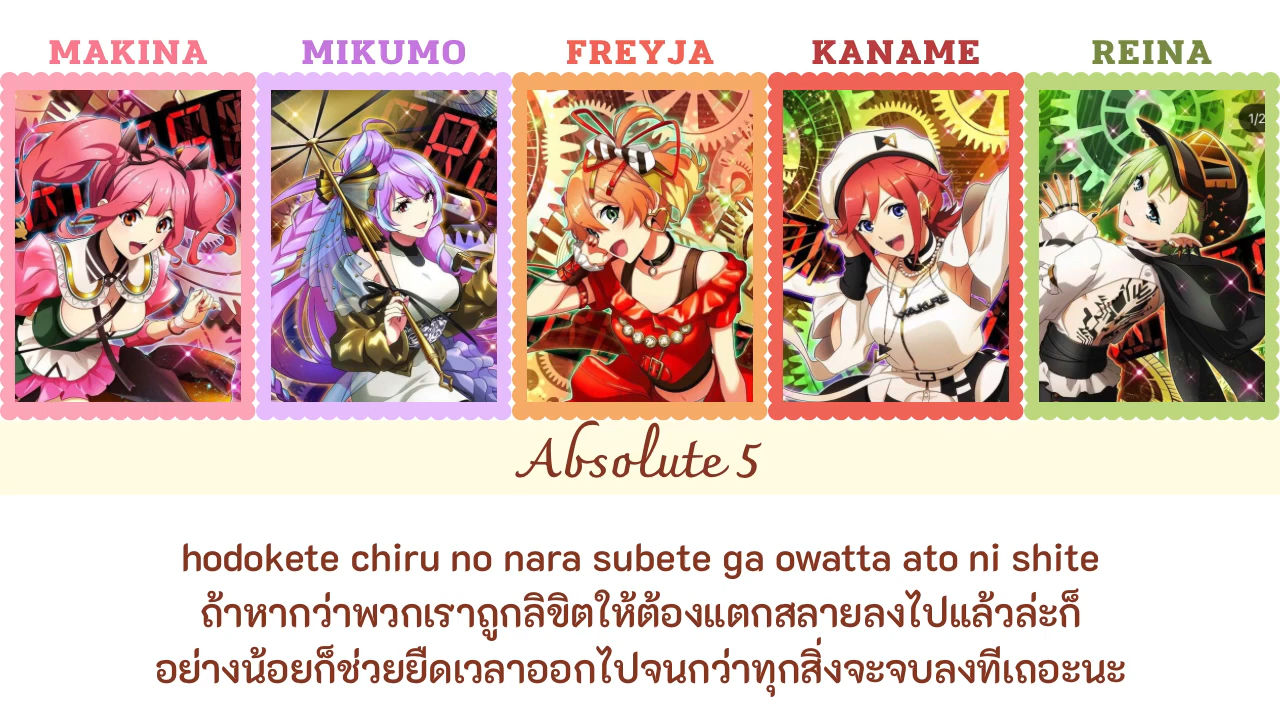 MAKINA MIKUMO FREYJA KANAME REINA
1/2
Absolute 5
hodokete chiru no nara subete ga owatta ato ni shite
ถ้าหากว่าพวกเราถูกลิขิตให้ต้องแตกสลายลงไปแล้วล่ะก็
อย่างน้อยก็ช่วยยืดเวลาออกไปจนกว่าทุกสิ่งจะจบลงทีเถอะนะ